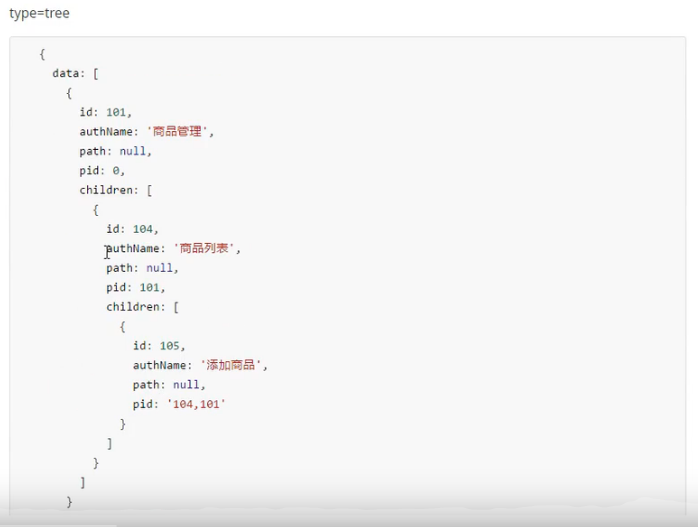 type=tree
{
data: [
{
id: 101,
authName: '商品管理',
path: null,
pid: 0,
children: [
{
id: 104,
authName: '商品列表',
path: null,
pid: 101,
children: [
{
id: 105,
authName: '添加商品',
path: null,
pid: '104,101'
}
]
}
]
}